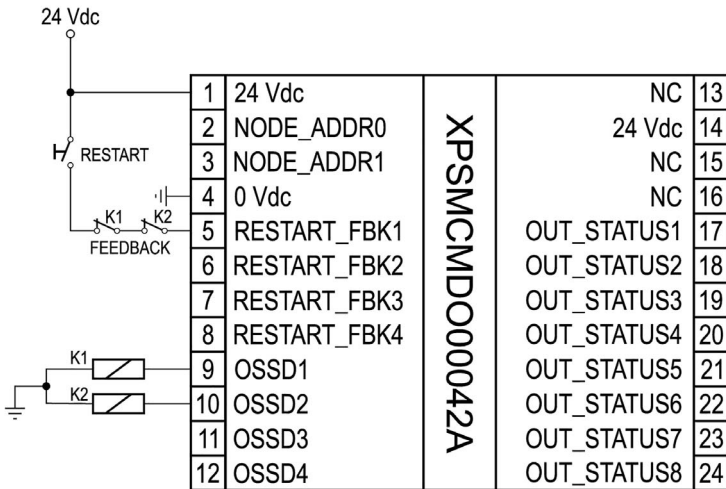 24 Vdc
1 24 Vdc
2 NODE_ADDR0
3 NODE_ADDR1
4 0 Vdc
5 RESTART_FBK1
6 RESTART_FBK2
7 RESTART_FBK3
8 RESTART_FBK4
9 OSSD1
10 OSSD2
11 OSSD3
12 OSSD4
RESTART
K1 K2
FEEDBACK
K1
K2
XPSMCMDO00042A
NC 13
24 Vdc 14
NC 15
NC 16
OUT_STATUS1 17
OUT_STATUS2 18
OUT_STATUS3 19
OUT_STATUS4 20
OUT_STATUS5 21
OUT_STATUS6 22
OUT_STATUS7 23
OUT_STATUS8 24